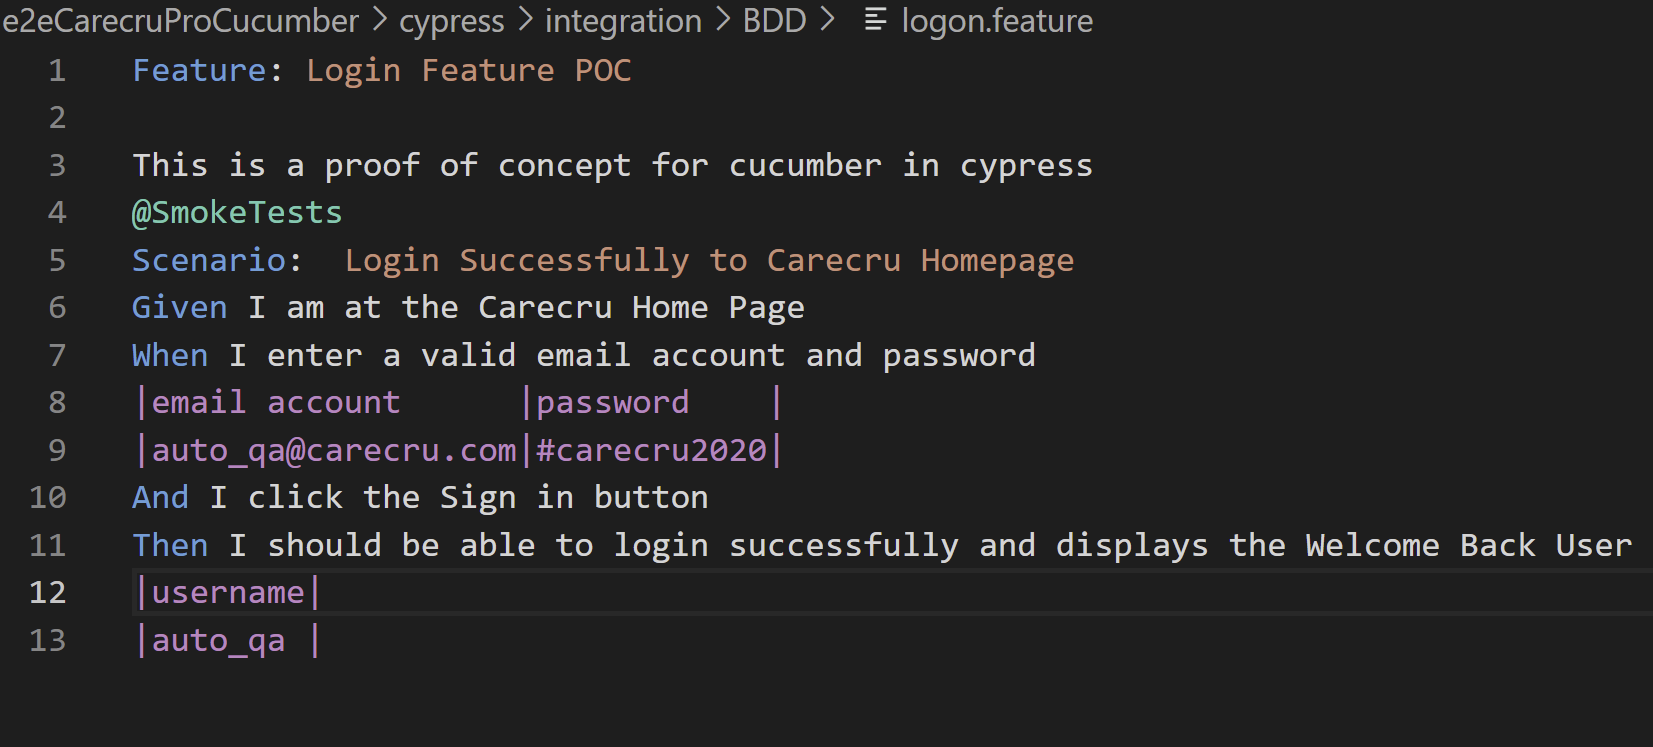 e2eCarecruProCucumber > cypress > integration > BDD > logon.feature
1 Feature: Login Feature POC
2
3 This is a proof of concept for cucumber in cypress
4 @SmokeTests
5 Scenario:  Login Successfully to Carecru Homepage
6 Given I am at the Carecru Home Page
7 When I enter a valid email account and password
8 |email account      |password    |
9 |auto_qa@carecru.com|#carecru2020|
10 And I click the Sign in button
11 Then I should be able to login successfully and displays the Welcome Back User
12 |username|
13 |auto_qa |